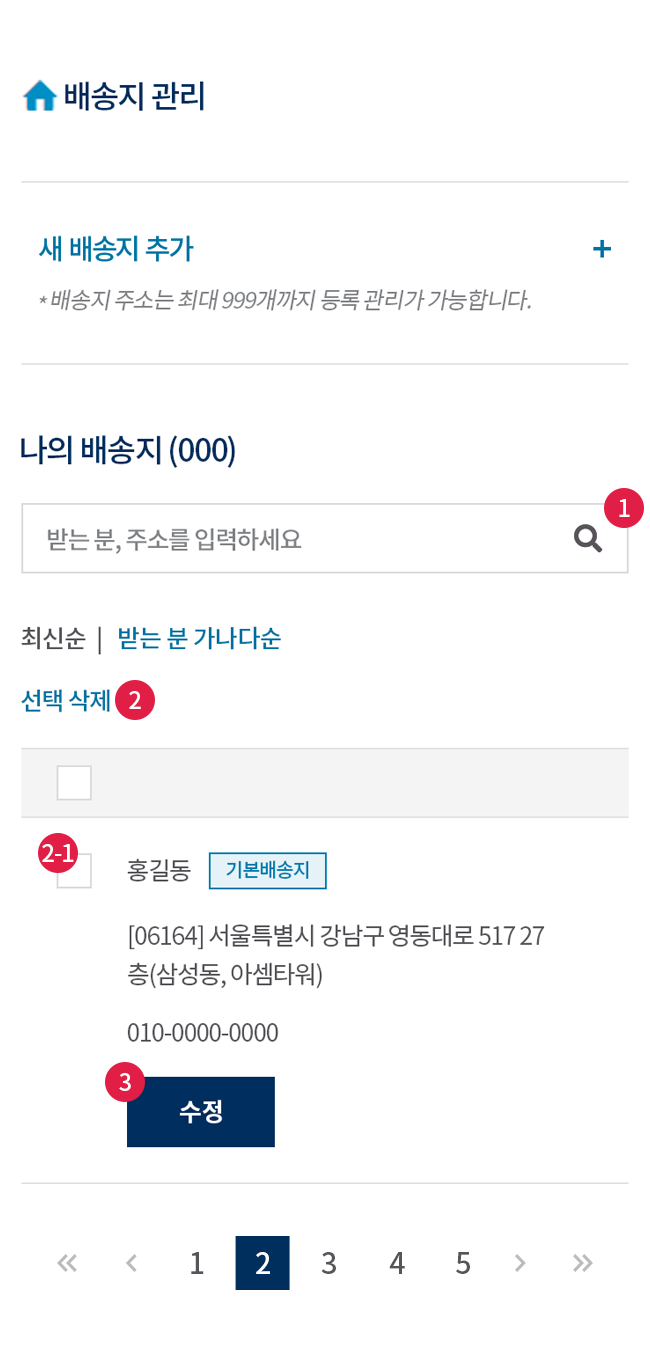 배송지 관리
새 배송지 추가 +
* 배송지 주소는 최대 999개까지 등록 관리가 가능합니다.
나의 배송지 (000)
1
받는 분, 주소를 입력하세요
최신순 | 받는 분 가나다순
선택 삭제 2
2-1
홍길동 기본배송지
[06164] 서울특별시 강남구 영동대로 517 27
층(삼성동, 아셈타워)
010-0000-0000
3
수정
« ‹ 1 2 3 4 5 › »